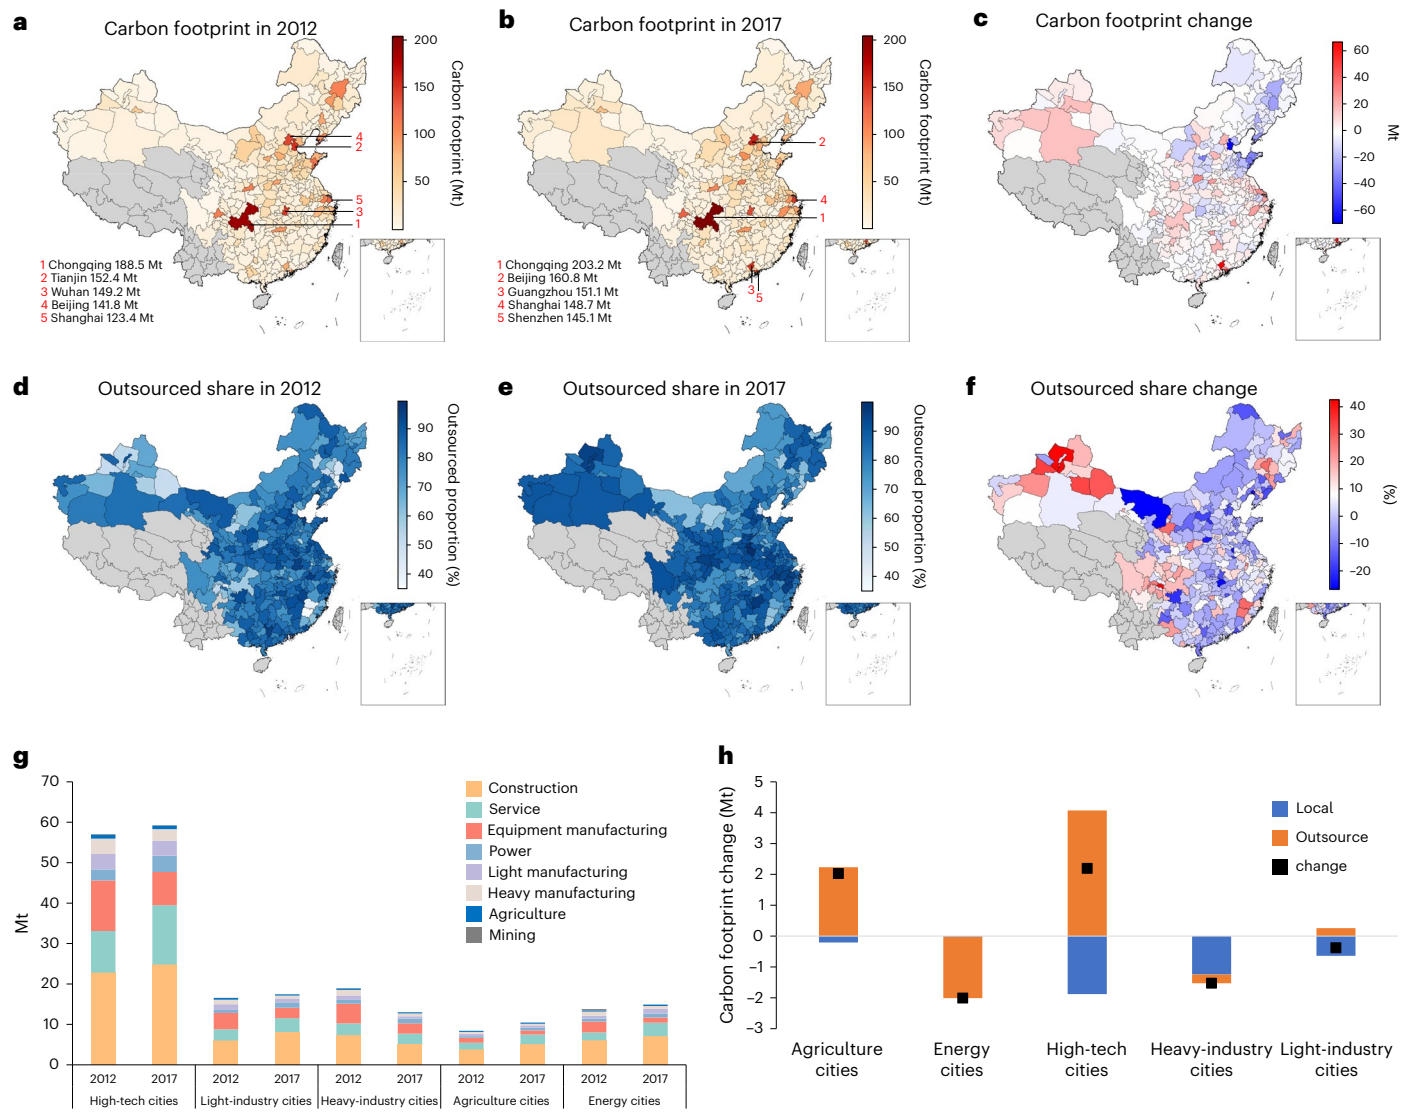 a Carbon footprint in 2012
200
150
100
50
Carbon footprint (Mt)
4
2
5
3
1
1 Chongqing 188.5 Mt
2 Tianjin 152.4 Mt
3 Wuhan 149.2 Mt
4 Beijing 141.8 Mt
5 Shanghai 123.4 Mt
b Carbon footprint in 2017
200
150
100
50
Carbon footprint (Mt)
2
4
1
3
5
1 Chongqing 203.2 Mt
2 Beijing 160.8 Mt
3 Guangzhou 151.1 Mt
4 Shanghai 148.7 Mt
5 Shenzhen 145.1 Mt
c Carbon footprint change
60
40
20
0
−20
−40
−60
Mt
d Outsourced share in 2012
90
80
70
60
50
40
Outsourced proportion (%)
e Outsourced share in 2017
90
80
70
60
50
40
Outsourced proportion (%)
f Outsourced share change
40
30
20
10
0
−10
−20
(%)
g
Mt
70
60
50
40
30
20
10
0
Construction
Service
Equipment manufacturing
Power
Light manufacturing
Heavy manufacturing
Agriculture
Mining
2012 2017 2012 2017 2012 2017 2012 2017 2012 2017
High-tech cities Light-industry cities Heavy-industry cities Agriculture cities Energy cities
h
Carbon footprint change (Mt)
5
4
3
2
1
0
−1
−2
−3
Local
Outsource
change
Agriculture Energy High-tech Heavy-industry Light-industry
cities cities cities cities cities